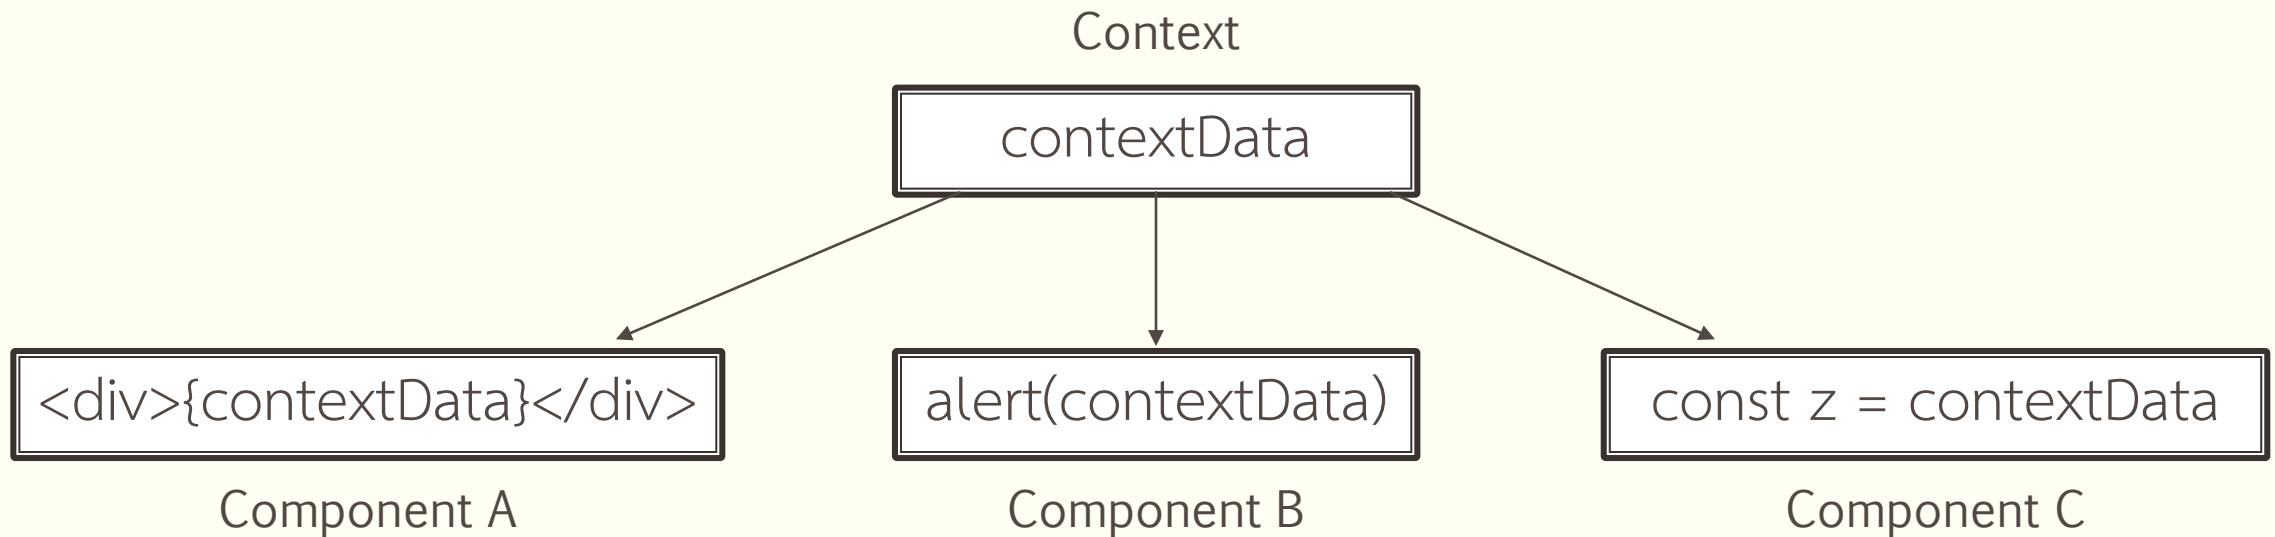 Context
contextData
<div>{contextData}</div>
alert(contextData)
const z = contextData
Component A
Component B
Component C